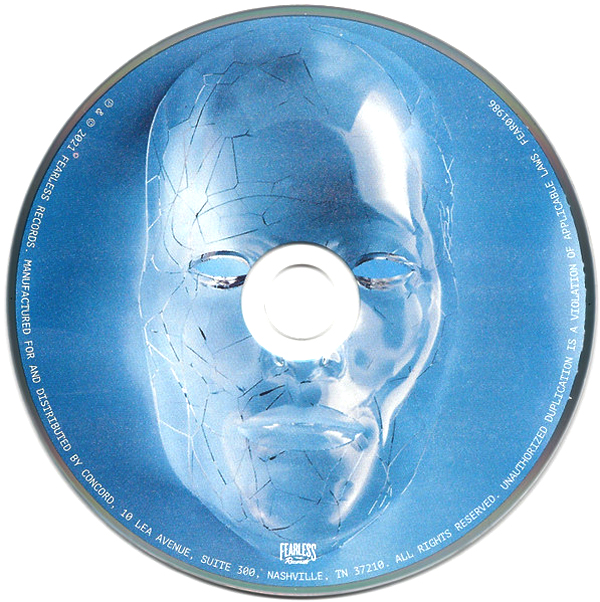 ℗ & © 2021 FEARLESS RECORDS. MANUFACTURED FOR AND DISTRIBUTED BY CONCORD, 10 LEA AVENUE, SUITE 300, NASHVILLE, TN 37210. ALL RIGHTS RESERVED. UNAUTHORIZED DUPLICATION IS A VIOLATION OF APPLICABLE LAWS. FEAR01986
FEARLESS
Records